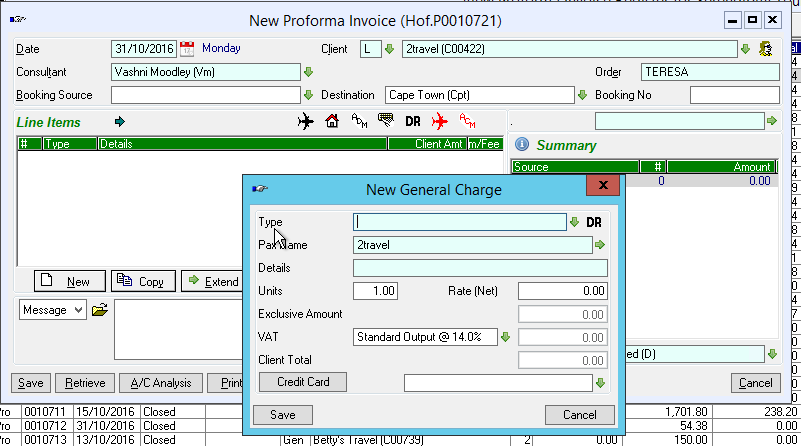 New Proforma Invoice (Hof.P0010721)
Date 31/10/2016 Monday Client L 2travel (C00422)
Consultant Vashni Moodley (Vm) Order TERESA
Booking Source Destination Cape Town (Cpt) Booking No
Line Items DR
# Type Details Client Amt m/Fee
Summary
Source # Amount
0 0.00
New General Charge
Type DR
Pax Name 2travel
Details
Units 1.00 Rate (Net) 0.00
Exclusive Amount 0.00
VAT Standard Output @ 14.0% 0.00
Client Total 0.00
Credit Card
Save Cancel
New Copy Extend
Message
ed (D)
Save Retrieve A/C Analysis Print Cancel
Pro 0010711 15/10/2016 Closed 1,701.80 238.20
Pro 0010712 31/10/2016 Closed 54.38 0.00
Pro 0010713 13/10/2016 Closed Gen Betty's Travel (C00739) 2 0.00 150.00 0.00